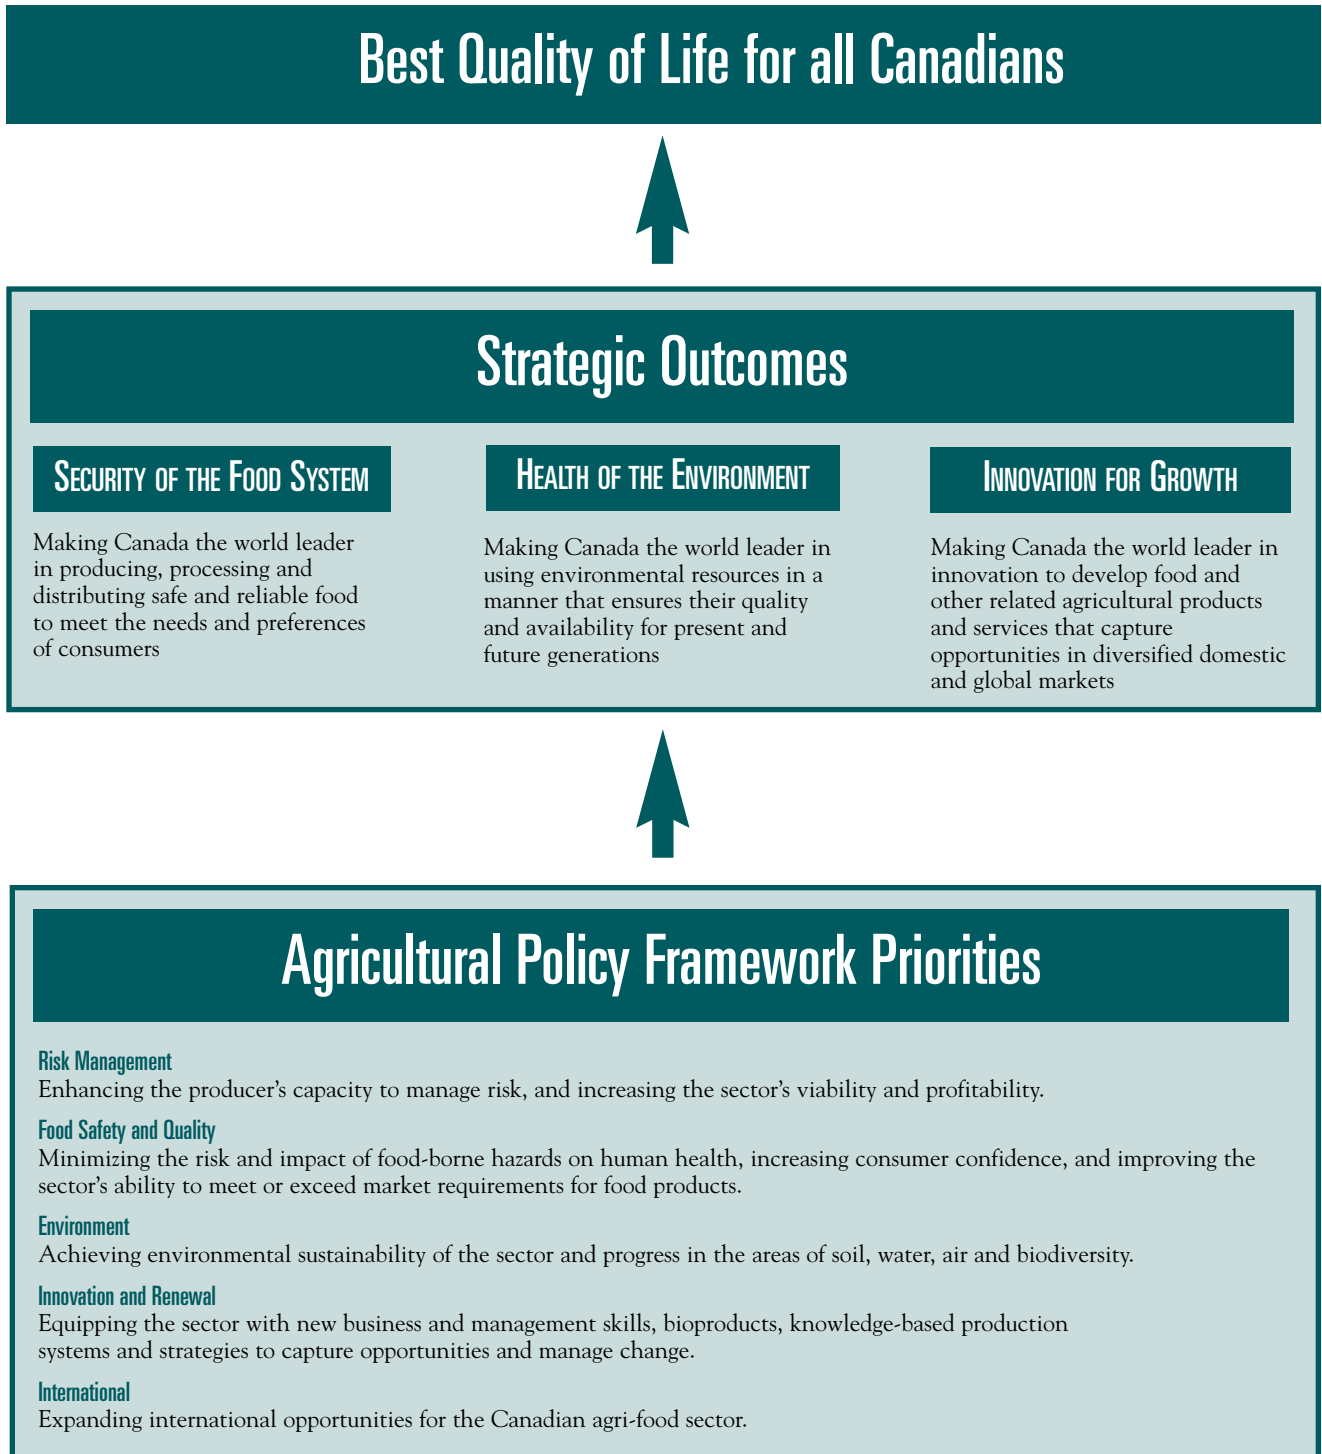 Best Quality of Life for all Canadians
Strategic Outcomes
SECURITY OF THE FOOD SYSTEM
Making Canada the world leader
in producing, processing and
distributing safe and reliable food
to meet the needs and preferences
of consumers
HEALTH OF THE ENVIRONMENT
Making Canada the world leader in
using environmental resources in a
manner that ensures their quality
and availability for present and
future generations
INNOVATION FOR GROWTH
Making Canada the world leader in
innovation to develop food and
other related agricultural products
and services that capture
opportunities in diversified domestic
and global markets
Agricultural Policy Framework Priorities
Risk Management
Enhancing the producer’s capacity to manage risk, and increasing the sector’s viability and profitability.
Food Safety and Quality
Minimizing the risk and impact of food-borne hazards on human health, increasing consumer confidence, and improving the
sector’s ability to meet or exceed market requirements for food products.
Environment
Achieving environmental sustainability of the sector and progress in the areas of soil, water, air and biodiversity.
Innovation and Renewal
Equipping the sector with new business and management skills, bioproducts, knowledge-based production
systems and strategies to capture opportunities and manage change.
International
Expanding international opportunities for the Canadian agri-food sector.